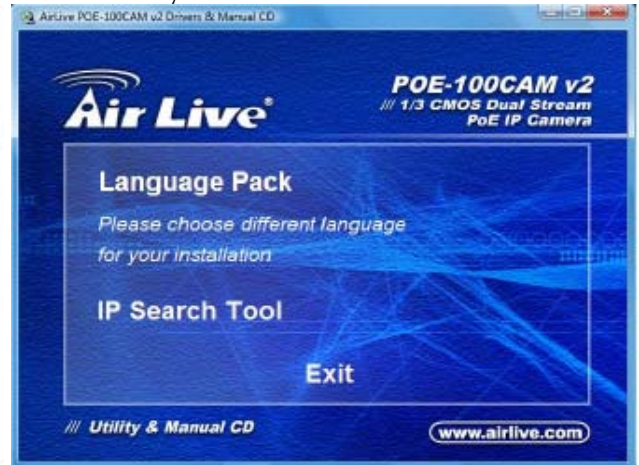 AirLive POE-100CAM v2 Drivers & Manual CD
Air Live®
POE-100CAM v2
/// 1/3 CMOS Dual Stream
PoE IP Camera
Language Pack
Please choose different language
for your installation
IP Search Tool
Exit
/// Utility & Manual CD
www.airlive.com